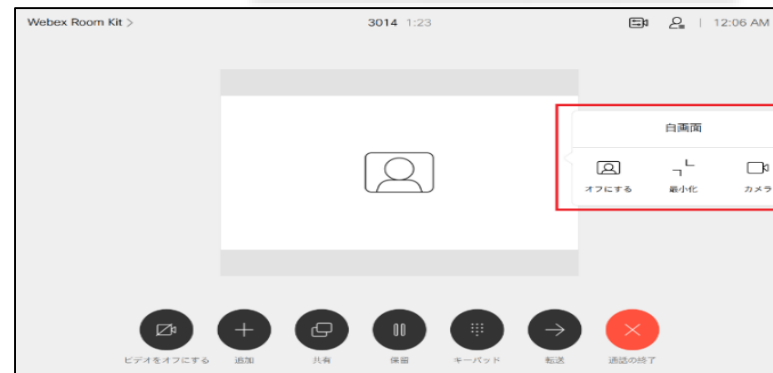 Webex Room Kit >
3014 1:23
12:06 AM
自画面
オフにする
最小化
カメラ
ビデオをオフにする
追加
共有
保留
キーパッド
転送
通話の終了